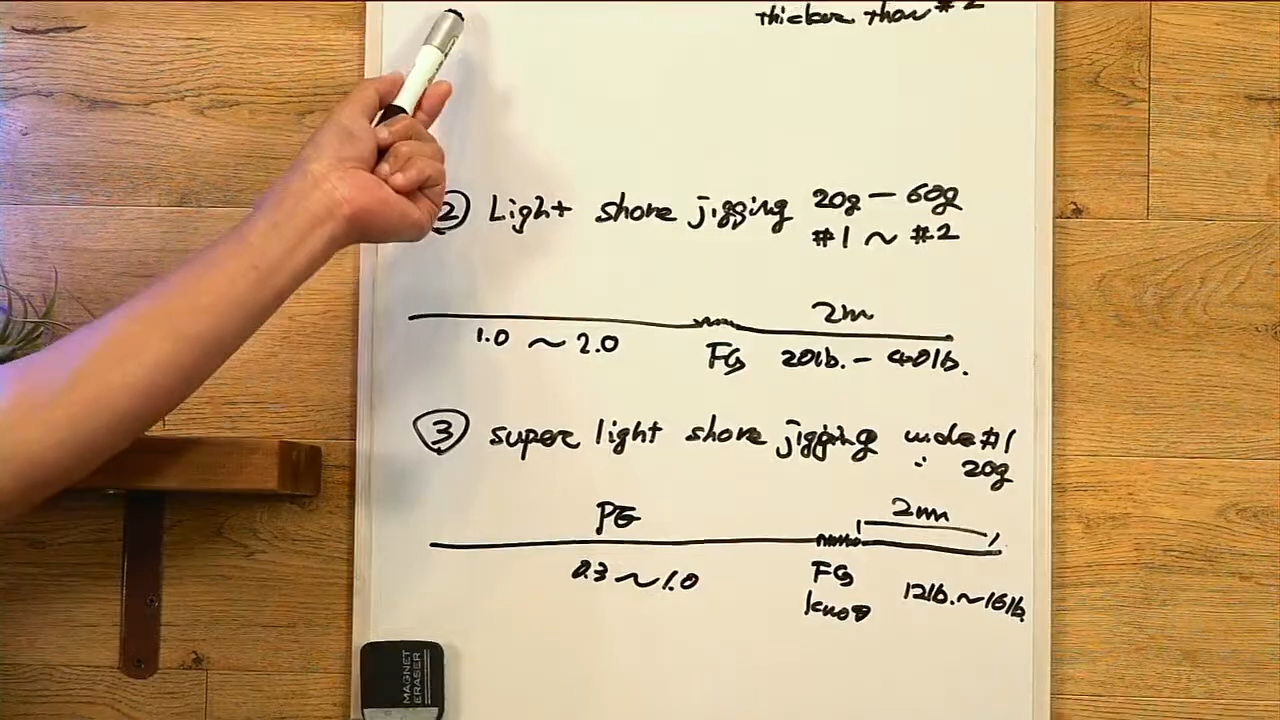 thicker than #2
② Light shore jigging 20g - 60g
#1 ~ #2
2m
1.0 ~ 2.0
FG 20lb. - 40lb.
③ super light shore jigging under #1
20g
PE
2m
0.3 ~ 1.0
FG
knot
12lb. ~ 16lb.
MAGNET
ERASER